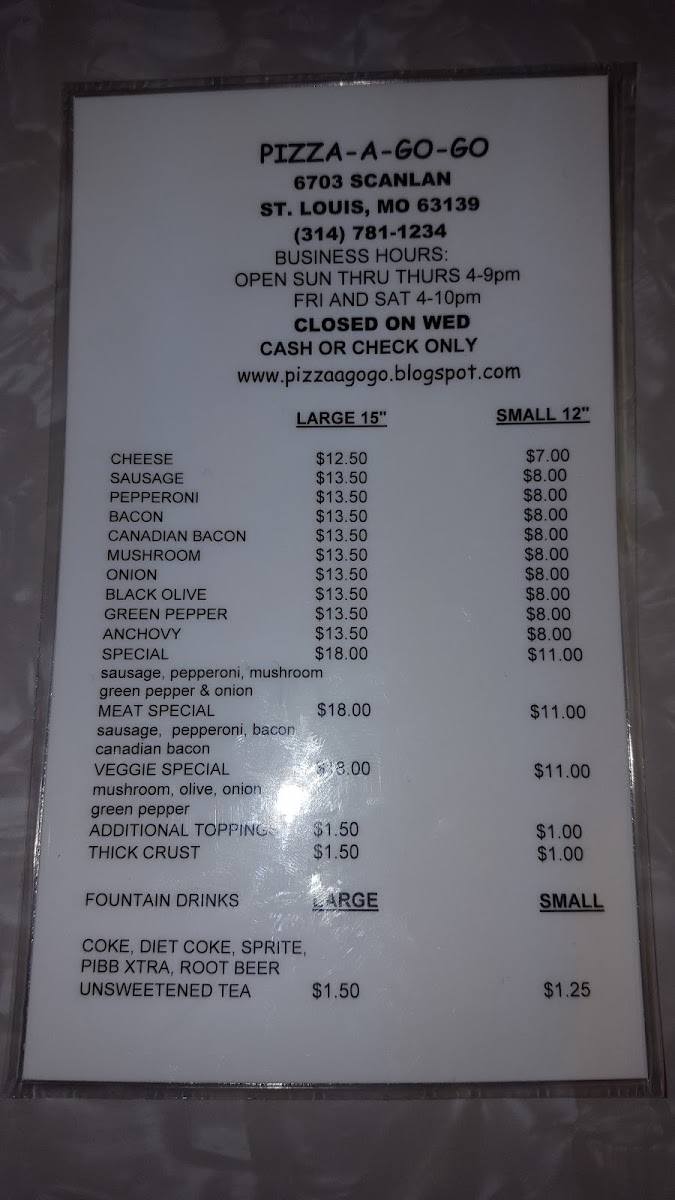 PIZZA-A-GO-GO
6703 SCANLAN
ST. LOUIS, MO 63139
(314) 781-1234
BUSINESS HOURS:
OPEN SUN THRU THURS 4-9pm
FRI AND SAT 4-10pm
CLOSED ON WED
CASH OR CHECK ONLY
www.pizzaagogo.blogspot.com
LARGE 15" SMALL 12"
CHEESE $12.50 $7.00
SAUSAGE $13.50 $8.00
PEPPERONI $13.50 $8.00
BACON $13.50 $8.00
CANADIAN BACON $13.50 $8.00
MUSHROOM $13.50 $8.00
ONION $13.50 $8.00
BLACK OLIVE $13.50 $8.00
GREEN PEPPER $13.50 $8.00
ANCHOVY $13.50 $8.00
SPECIAL $18.00 $11.00
sausage, pepperoni, mushroom
green pepper & onion
MEAT SPECIAL $18.00 $11.00
sausage, pepperoni, bacon
canadian bacon
VEGGIE SPECIAL $18.00 $11.00
mushroom, olive, onion
green pepper
ADDITIONAL TOPPINGS $1.50 $1.00
THICK CRUST $1.50 $1.00
FOUNTAIN DRINKS LARGE SMALL
COKE, DIET COKE, SPRITE,
PIBB XTRA, ROOT BEER
UNSWEETENED TEA $1.50 $1.25